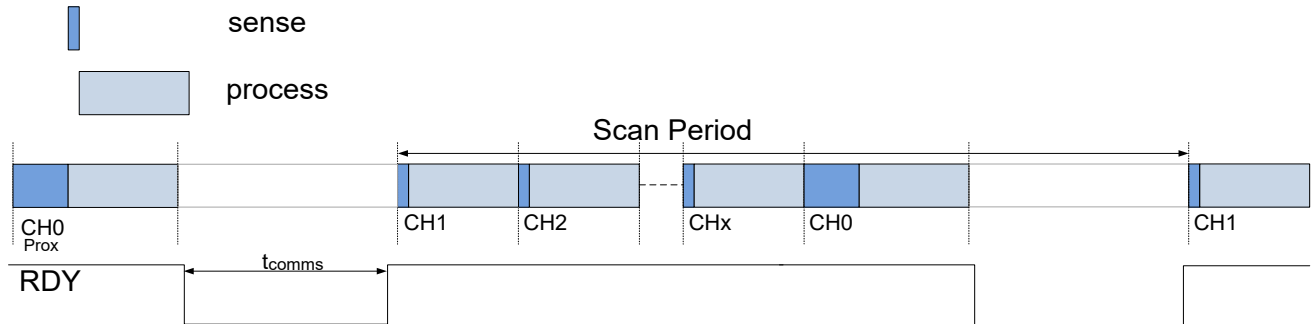 sense
process
Scan Period
CH0
Prox
CH1
CH2
CHx
CH0
CH1
tcomms
RDY